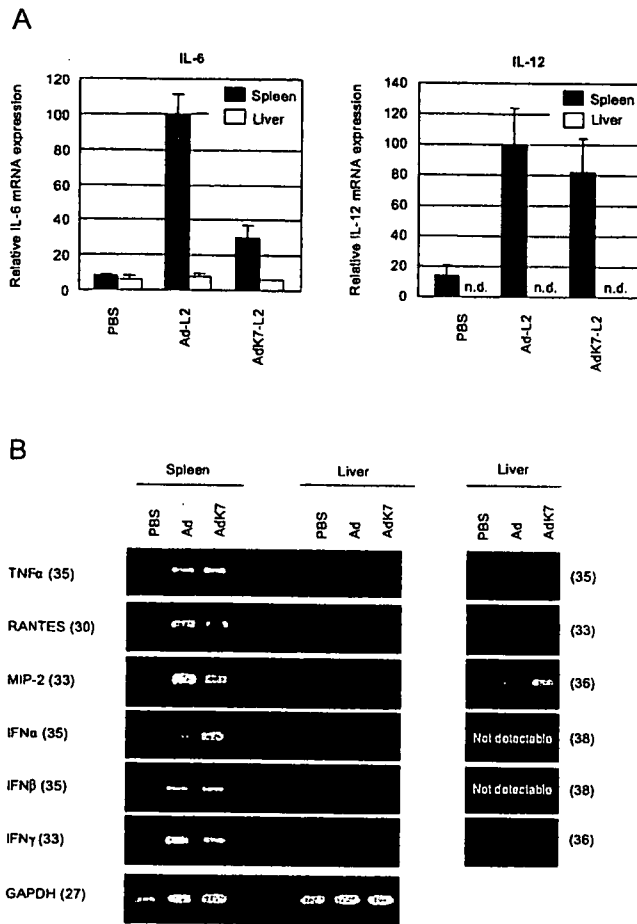 A
IL-6
Relative IL-6 mRNA expression
120
100
80
60
40
20
0
Spleen
Liver
PBS
Ad-L2
AdK7-L2
IL-12
Relative IL-12 mRNA expression
140
120
100
80
60
40
20
0
Spleen
Liver
n.d.
n.d.
n.d.
PBS
Ad-L2
AdK7-L2
B
Spleen
Liver
Liver
PBS
Ad
AdK7
PBS
Ad
AdK7
PBS
Ad
AdK7
TNFα (35)
(35)
RANTES (30)
(33)
MIP-2 (33)
(36)
IFNα (35)
Not detectable
(38)
IFNβ (35)
Not detectable
(38)
IFNγ (33)
(36)
GAPDH (27)